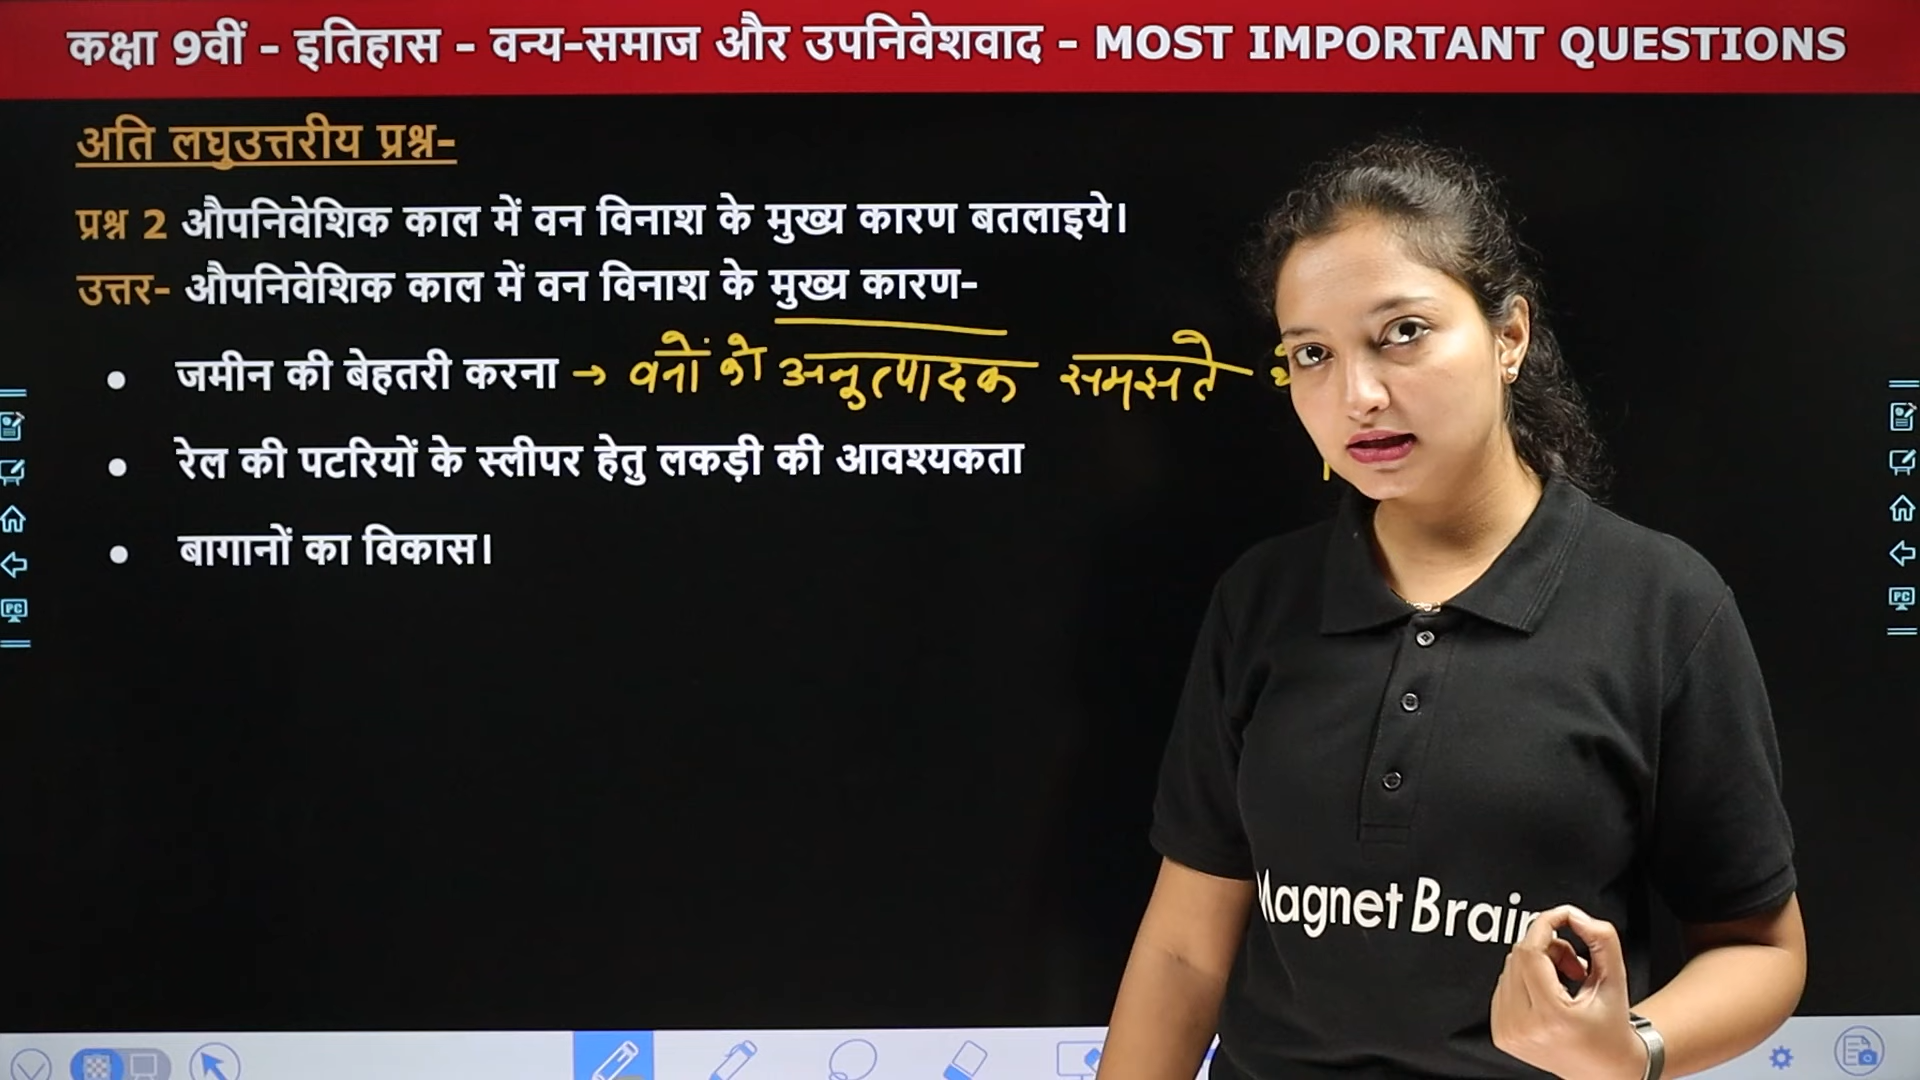 कक्षा 9वीं - इतिहास - वन्य-समाज और उपनिवेशवाद - MOST IMPORTANT QUESTIONS
अति लघुउत्तरीय प्रश्न-
प्रश्न 2 औपनिवेशिक काल में वन विनाश के मुख्य कारण बतलाइये।
उत्तर- औपनिवेशिक काल में वन विनाश के मुख्य कारण-
• जमीन की बेहतरी करना → वनों को अनुत्पादक समझते
• रेल की पटरियों के स्लीपर हेतु लकड़ी की आवश्यकता
• बागानों का विकास।
PC
PC
Magnet Brain